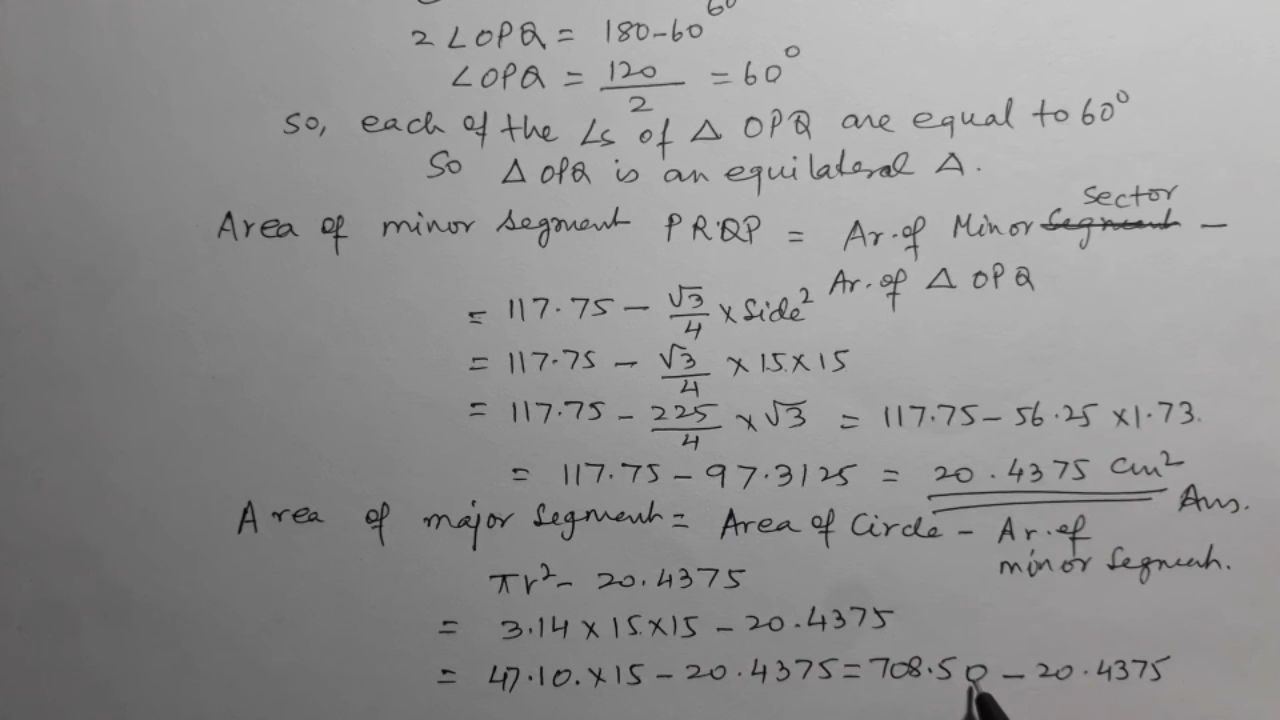 2 ∠OPQ = 180-60 60
∠OPQ = 120/2 = 60°
So, each of the ∠s of △ OPQ are equal to 60°
So △ OPQ is an equilateral △.
Sector
Area of minor segment PRQP = Ar. of Minor Segment -
Ar. of △ OPQ
= 117.75 - √3/4 × Side²
= 117.75 - √3/4 × 15 × 15
= 117.75 - 225/4 × √3 = 117.75 - 56.25 × 1.73.
= 117.75 - 97.3125 = 20.4375 cm²
Ans.
Area of major Segment = Area of Circle - Ar. of
minor Segment.
πr² - 20.4375
= 3.14 × 15 × 15 - 20.4375
= 47.10. × 15 - 20.4375 = 708.50 - 20.4375